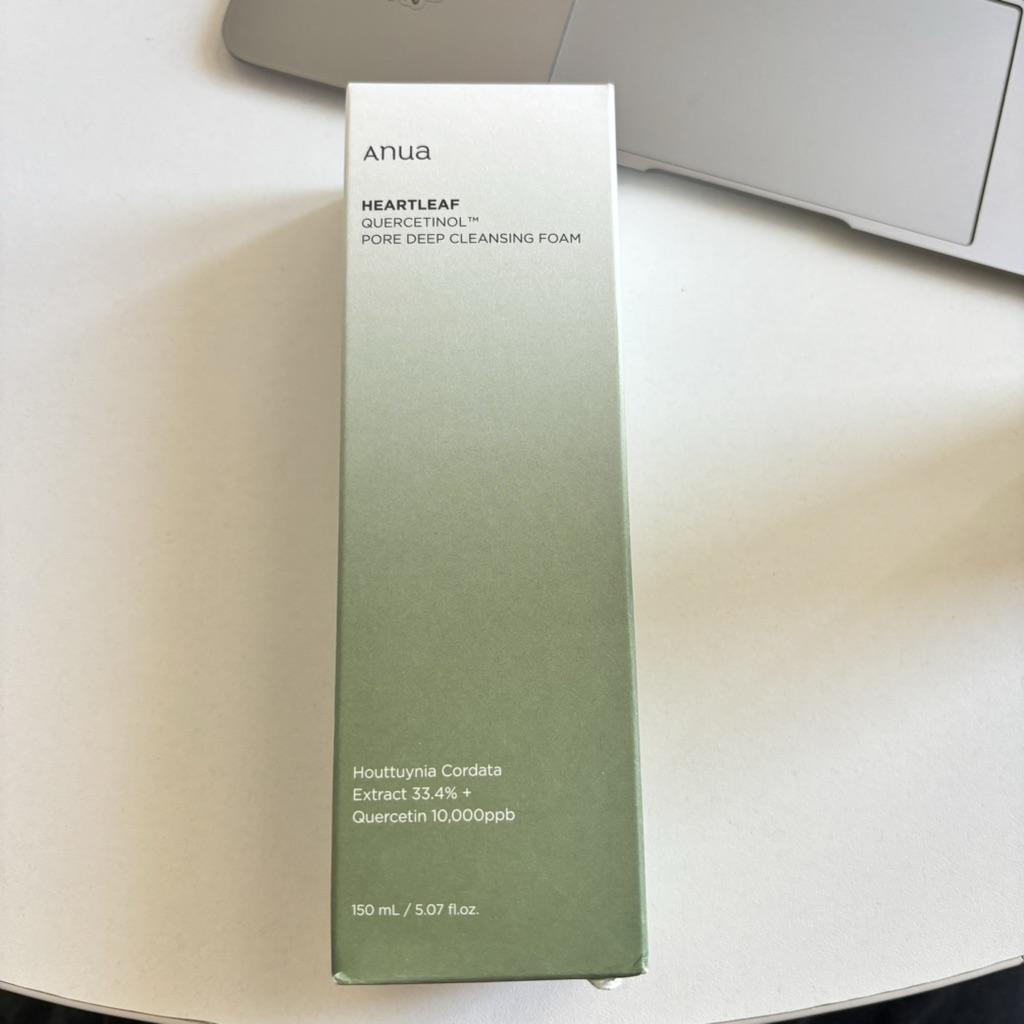 Anua
HEARTLEAF
QUERCETINOL™
PORE DEEP CLEANSING FOAM
Houttuynia Cordata
Extract 33.4% +
Quercetin 10,000ppb
150 mL / 5.07 fl.oz.